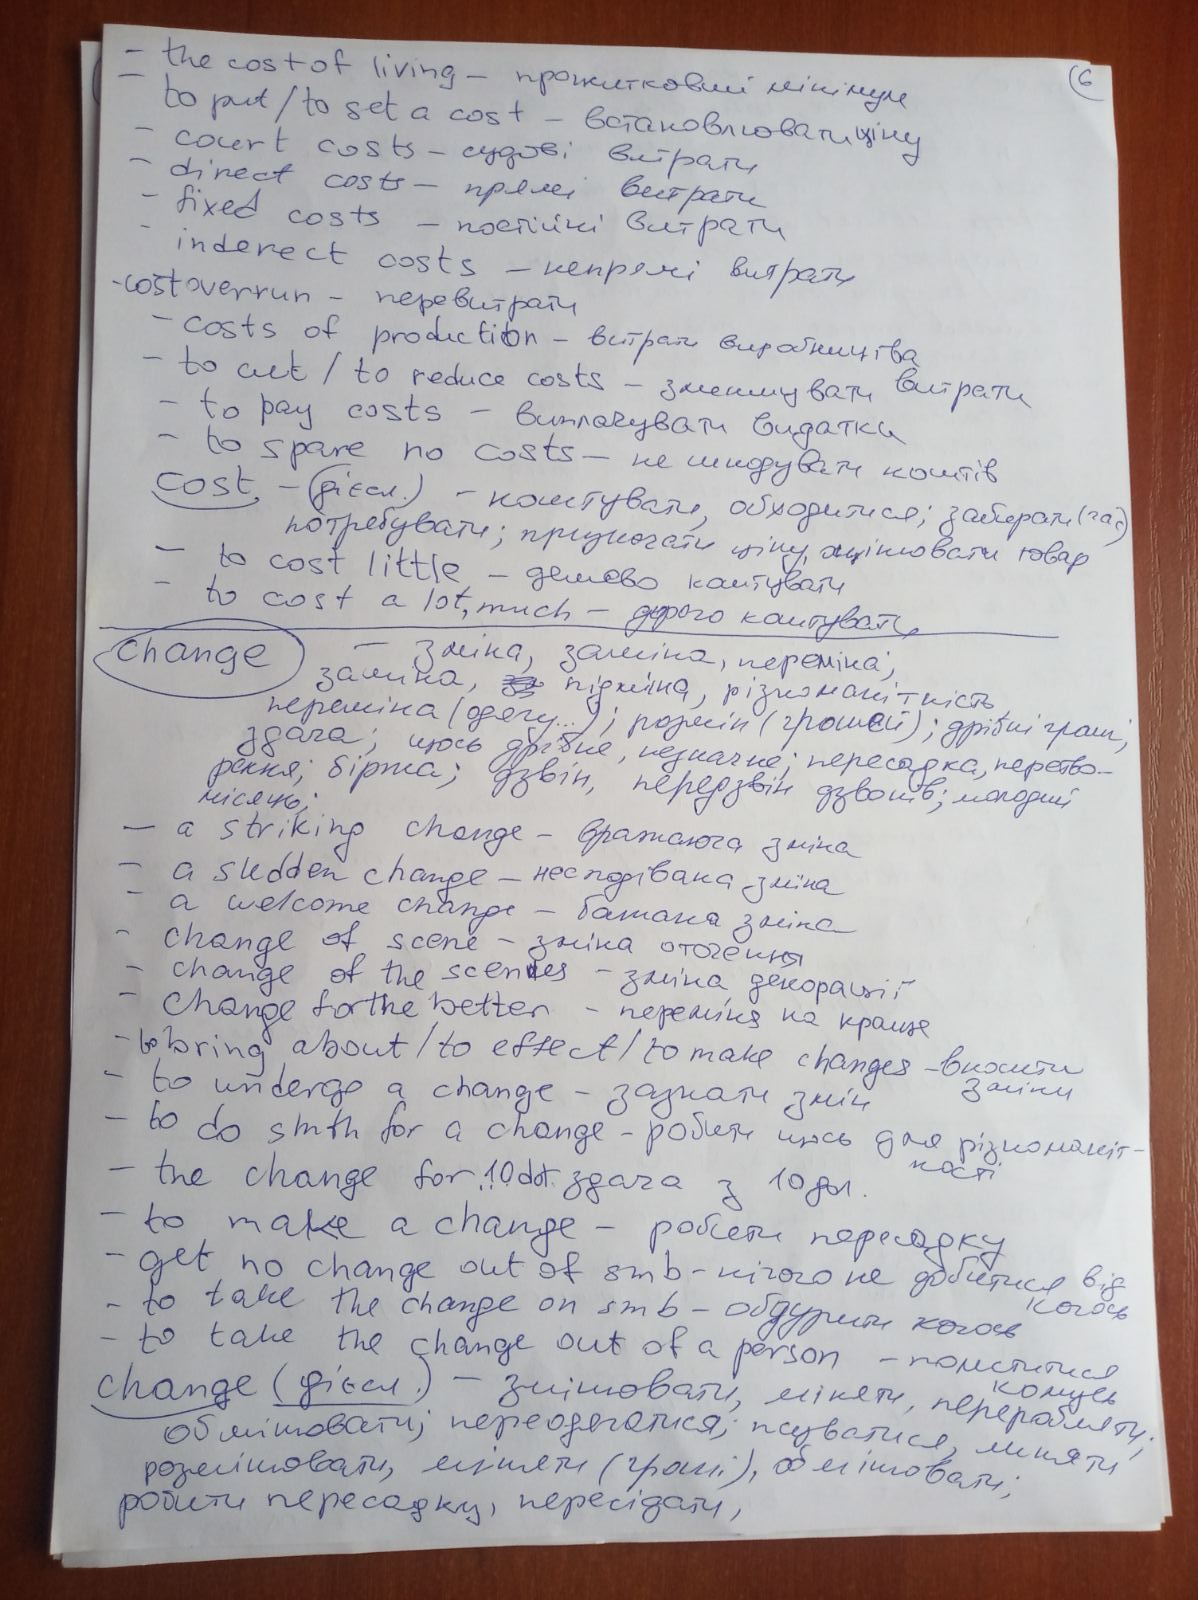 6
- the cost of living – прожитковий мінімум
- to put / to set a cost – встановлювати ціну
- court costs – судові витрати
- direct costs – прямі витрати
- fixed costs – постійні витрати
- inderect costs – непрямі витрати
- cost overrun – перевитрати
- costs of production – витрати виробництва
- to cut / to reduce costs – зменшувати витрати
- to pay costs – виплачувати видатки
- to spare no costs – не шкодувати коштів
cost, – (дієсл.) – коштувати, обходитися; забирати (час)
потребувати; призначати ціну, оцінювати товар
- to cost little – дешево коштувати
- to cost a lot, much – дорого коштувати
change – зміна, заміна, переміна;
заміна, підміна, різноманітність
переміна (одягу...); розмін (грошей); дрібні гроші,
здача; щось дрібне, незначне; пересадка, перетво-
рення; біржа; дзвін, передзвін дзвонів; молодий
місяць;
– a striking change – вражаюча зміна
- a sudden change – несподівана зміна
- a welcome change – бажана зміна
- change of scene – зміна оточення
- change of the scenes – зміна декорації
- change for the better – переміна на краще
- to bring about / to effect / to make changes – вносити
зміни
- to undergo a change – зазнати змін
- to do smth for a change – робити щось для різноманіт-
ності
- the change for 10 dol. здача з 10 дол.
- to make a change – робити пересадку
- get no change out of smb – нічого не добитися від
когось
- to take the change on smb – обдурити когось
- to take the change out of a person – помститися
комусь
change (дієсл.) – змінювати, міняти, переробляти;
обмінювати; переодягатися; псуватися, линяти
розмінювати, міняти (гроші), обмінювати;
робити пересадку, пересідати,